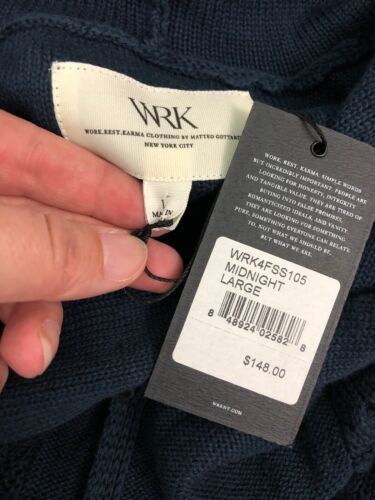 WRK
WORK.REST.KARMA CLOTHING BY MATTEO GOTTARDI
NEW YORK CITY
L
MADE IN
WORK. REST. KARMA. SIMPLE WORDS
BUT INCREDIBLY IMPORTANT. PEOPLE ARE
LOOKING FOR HONESTY, INTEGRITY,
AND TANGIBLE VALUE. THEY ARE TIRED OF
BUYING INTO FALSE PROMISES,
ROMANTICIZED IDEALS AND VANITY.
THEY ARE LOOKING FOR SOMETHING
PURE, SOMETHING EVERYONE CAN RELATE
TO, NOT WHAT WE SHOULD BE,
BUT WHAT WE ARE.
WRK4FSS105
MIDNIGHT
LARGE
8 48924 02582 8
$148.00
WRKNY.COM